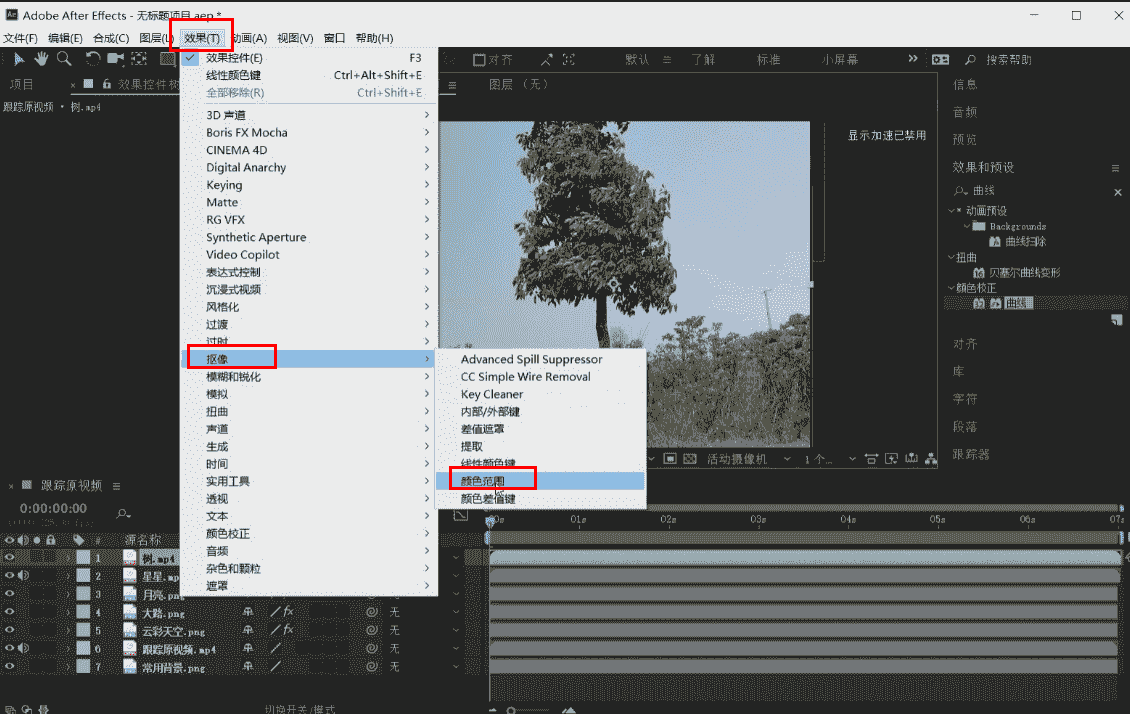 Adobe After Effects - 无标题项目.aep *
文件(F) 编辑(E) 合成(C) 图层(L) 效果(T) 动画(A) 视图(V) 窗口 帮助(H)
对齐 默认 了解 标准 小屏幕 搜索帮助
项目 效果控件 树
跟踪原视频 · 树.mp4
效果控件(E) F3
线性颜色键 Ctrl+Alt+Shift+E
全部移除(R) Ctrl+Shift+E
3D 声道
Boris FX Mocha
CINEMA 4D
Digital Anarchy
Keying
Matte
RG VFX
Synthetic Aperture
Video Copilot
表达式控制
沉浸式视频
风格化
过渡
过时
抠像
模糊和锐化
模拟
扭曲
声道
生成
时间
实用工具
透视
文本
颜色校正
音频
杂色和颗粒
遮罩
Advanced Spill Suppressor
CC Simple Wire Removal
Key Cleaner
内部/外部键
差值遮罩
提取
线性颜色键
颜色范围
颜色差值键
图层 （无）
显示加速已禁用
活动摄像机 1 个...
信息
音频
预览
效果和预设
曲线
* 动画预设
Backgrounds
曲线扫除
扭曲
贝塞尔曲线变形
颜色校正
曲线
对齐
库
字符
段落
跟踪器
跟踪原视频
0:00:00:00
00s 01s 02s 03s 04s 05s 06s 07s
# 源名称
1 树.mp4
2 星星.mp
3 月亮.png
4 大路.png 无
5 云彩天空.png 无
6 跟踪原视频.mp4 无
7 常用背景.png 无
切换开关/模式